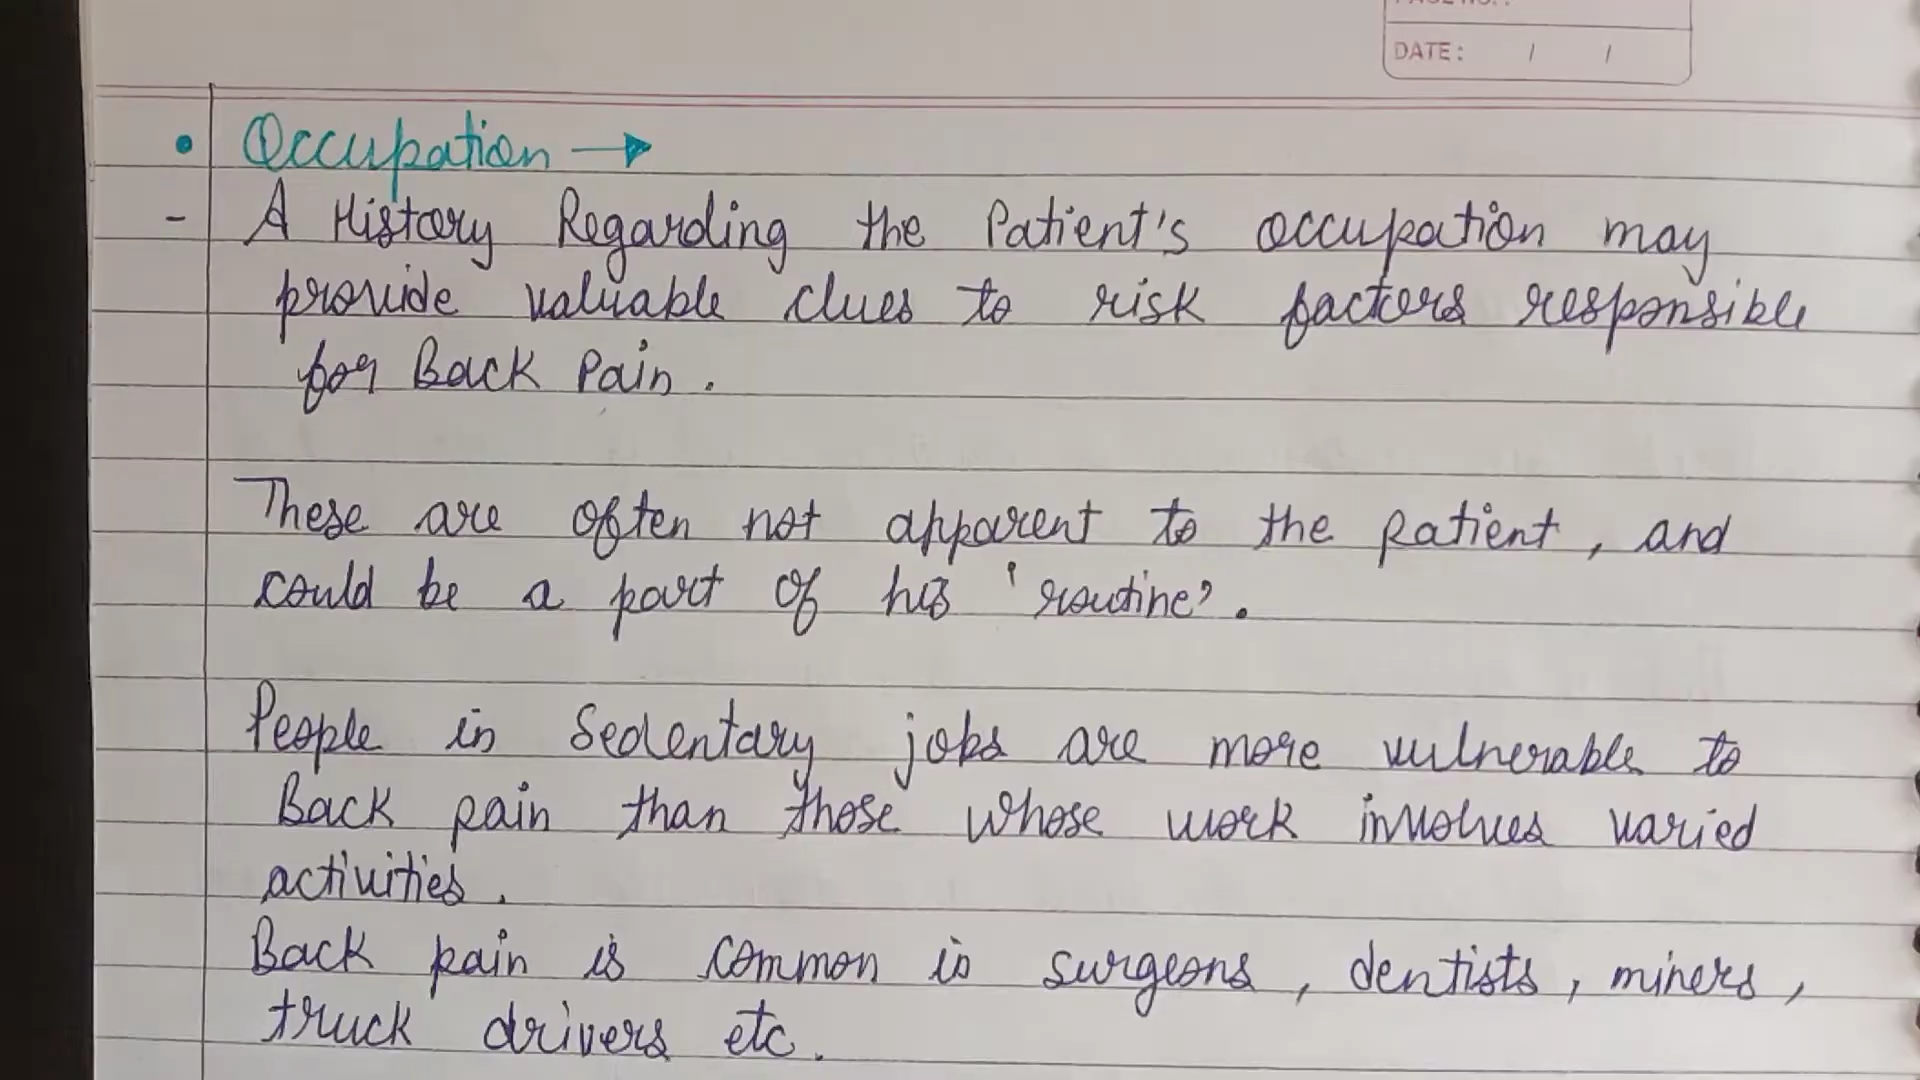 DATE: / /
• Occupation →
- A History Regarding the Patient's occupation may
provide valuable clues to risk factors responsible
for Back Pain.
These are often not apparent to the patient, and
could be a part of his 'routine'.
People in Sedentary jobs are more vulnerable to
Back pain than those whose work involves varied
activities.
Back pain is common in surgeons, dentists, miners,
truck drivers etc.